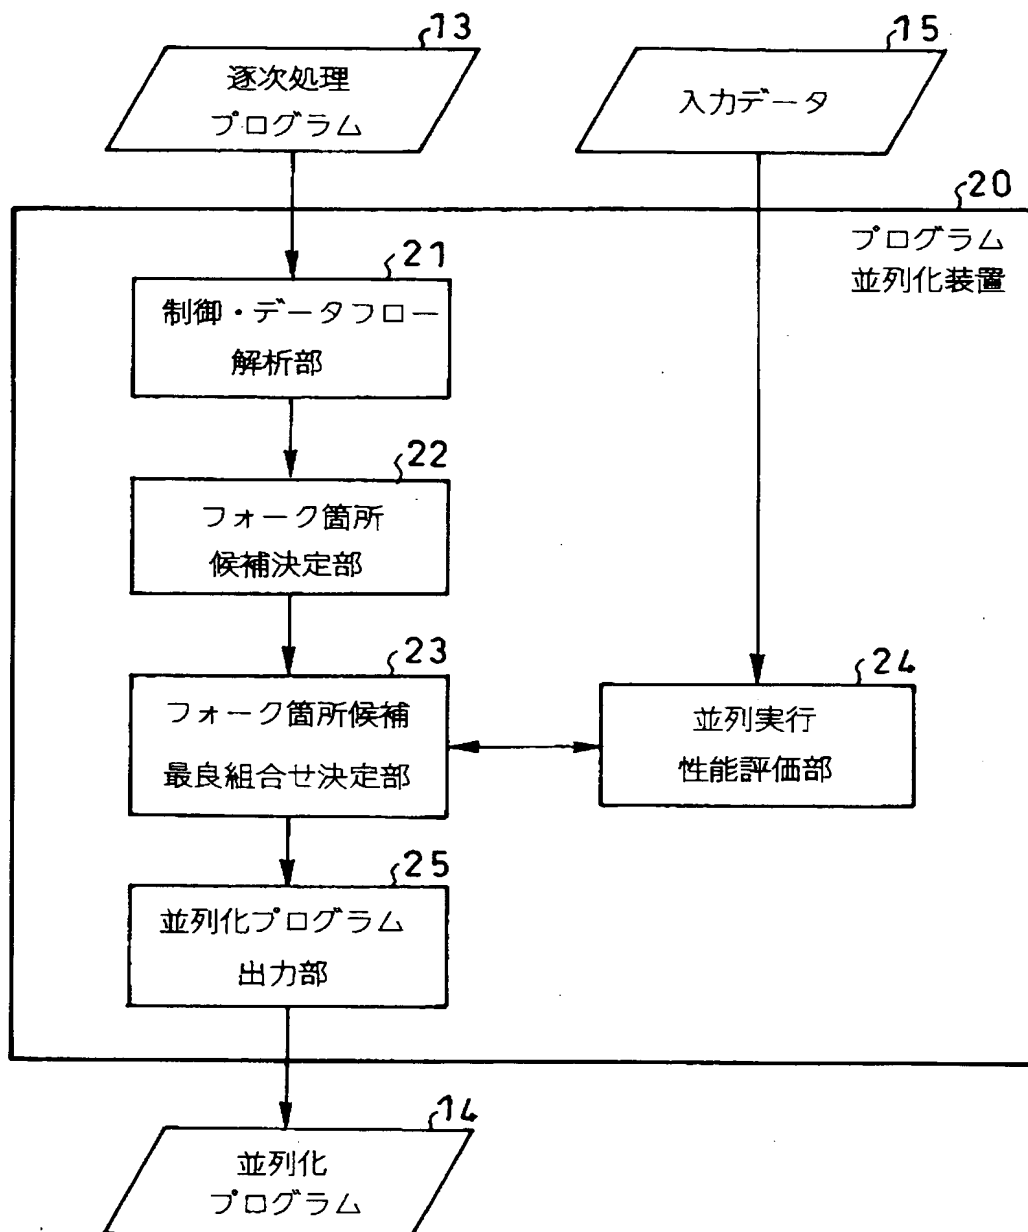 13
逐次処理
プログラム
15
入力データ
20
プログラム
並列化装置
21
制御・データフロー
解析部
22
フォーク箇所
候補決定部
23
フォーク箇所候補
最良組合せ決定部
24
並列実行
性能評価部
25
並列化プログラム
出力部
14
並列化
プログラム